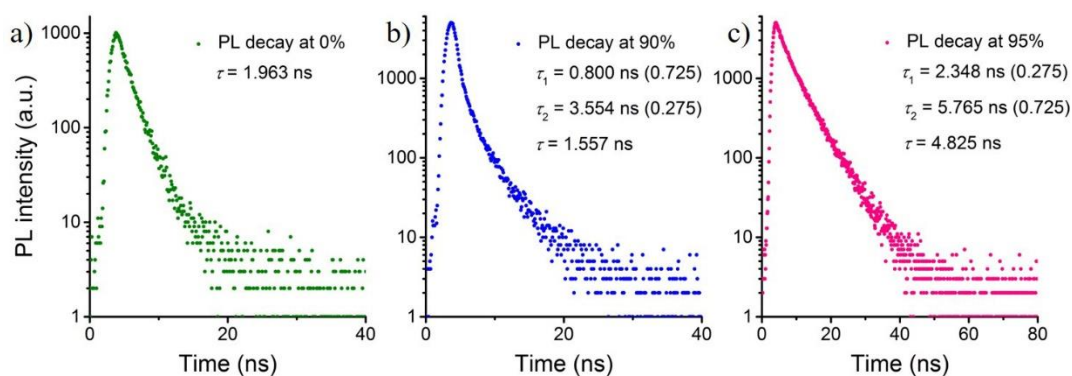 a)
PL decay at 0%
τ = 1.963 ns
PL intensity (a.u.)
1000
100
10
1
0
20
40
Time (ns)
b)
PL decay at 90%
τ1 = 0.800 ns (0.725)
τ2 = 3.554 ns (0.275)
τ = 1.557 ns
1000
100
10
1
0
20
40
Time (ns)
c)
PL decay at 95%
τ1 = 2.348 ns (0.275)
τ2 = 5.765 ns (0.725)
τ = 4.825 ns
1000
100
10
1
0
20
40
60
80
Time (ns)